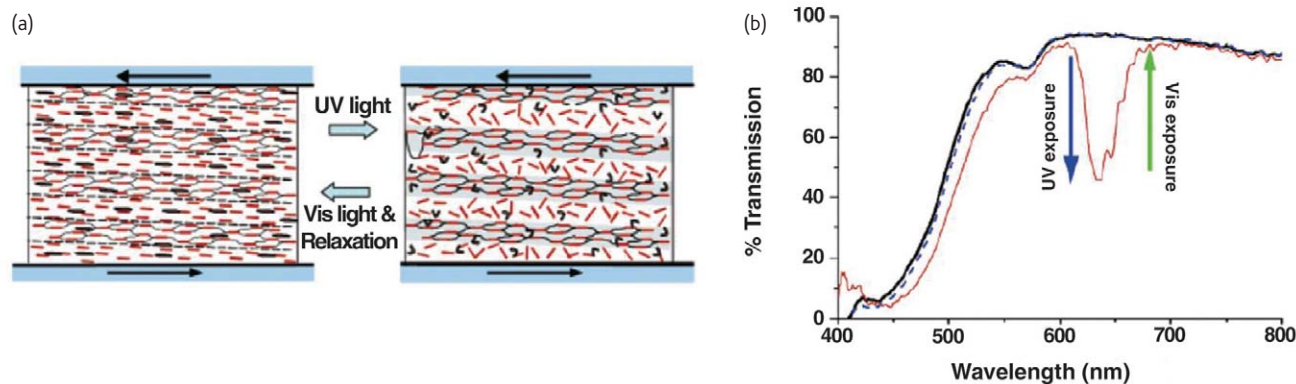 (a)
UV light
Vis light &
Relaxation
(b)
% Transmission
100
80
60
40
20
0
UV exposure
Vis exposure
400
500
600
700
800
Wavelength (nm)